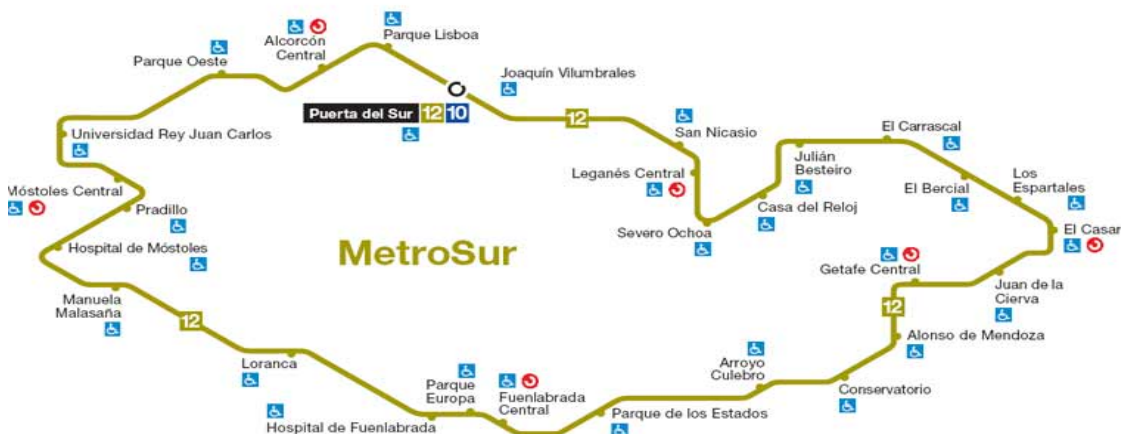 Parque Lisboa
Alcorcón
Central
Parque Oeste
Joaquín Vilumbrales
Puerta del Sur 12 10
12
Universidad Rey Juan Carlos
San Nicasio
El Carrascal
Julián
Besteiro
Leganés Central
Móstoles Central
El Bercial
Los
Espartales
Casa del Reloj
Pradillo
Severo Ochoa
El Casar
Hospital de Móstoles
MetroSur
Getafe Central
Juan de la
Cierva
Manuela
Malasaña
12
12
Alonso de Mendoza
Loranca
Arroyo
Culebro
Conservatorio
Parque
Europa
Fuenlabrada
Central
Parque de los Estados
Hospital de Fuenlabrada